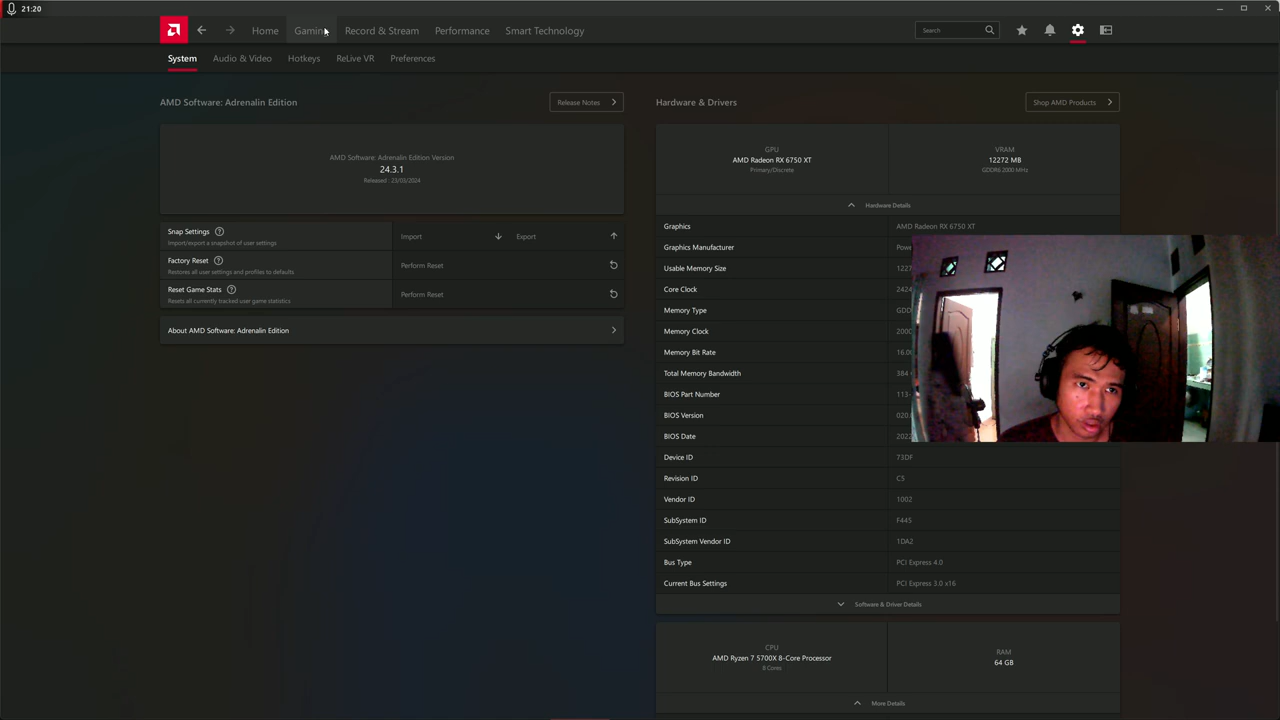 21:20
Home
Gaming
Record & Stream
Performance
Smart Technology
Search
System
Audio & Video
Hotkeys
ReLive VR
Preferences
AMD Software: Adrenalin Edition
Release Notes
AMD Software: Adrenalin Edition Version
24.3.1
Released : 23/03/2024
Snap Settings
Import/export a snapshot of user settings
Import
Export
Factory Reset
Restores all user settings and profiles to defaults
Perform Reset
Reset Game Stats
Resets all currently tracked user game statistics
Perform Reset
About AMD Software: Adrenalin Edition
Hardware & Drivers
Shop AMD Products
GPU
AMD Radeon RX 6750 XT
Primary/Discrete
VRAM
12272 MB
GDDR6 2000 MHz
Hardware Details
Graphics
AMD Radeon RX 6750 XT
Graphics Manufacturer
Usable Memory Size
Core Clock
Memory Type
Memory Clock
Memory Bit Rate
Total Memory Bandwidth
BIOS Part Number
BIOS Version
BIOS Date
Device ID
73DF
Revision ID
C5
Vendor ID
1002
SubSystem ID
F445
SubSystem Vendor ID
1DA2
Bus Type
PCI Express 4.0
Current Bus Settings
PCI Express 3.0 x16
Software & Driver Details
CPU
AMD Ryzen 7 5700X 8-Core Processor
8 Cores
RAM
64 GB
More Details